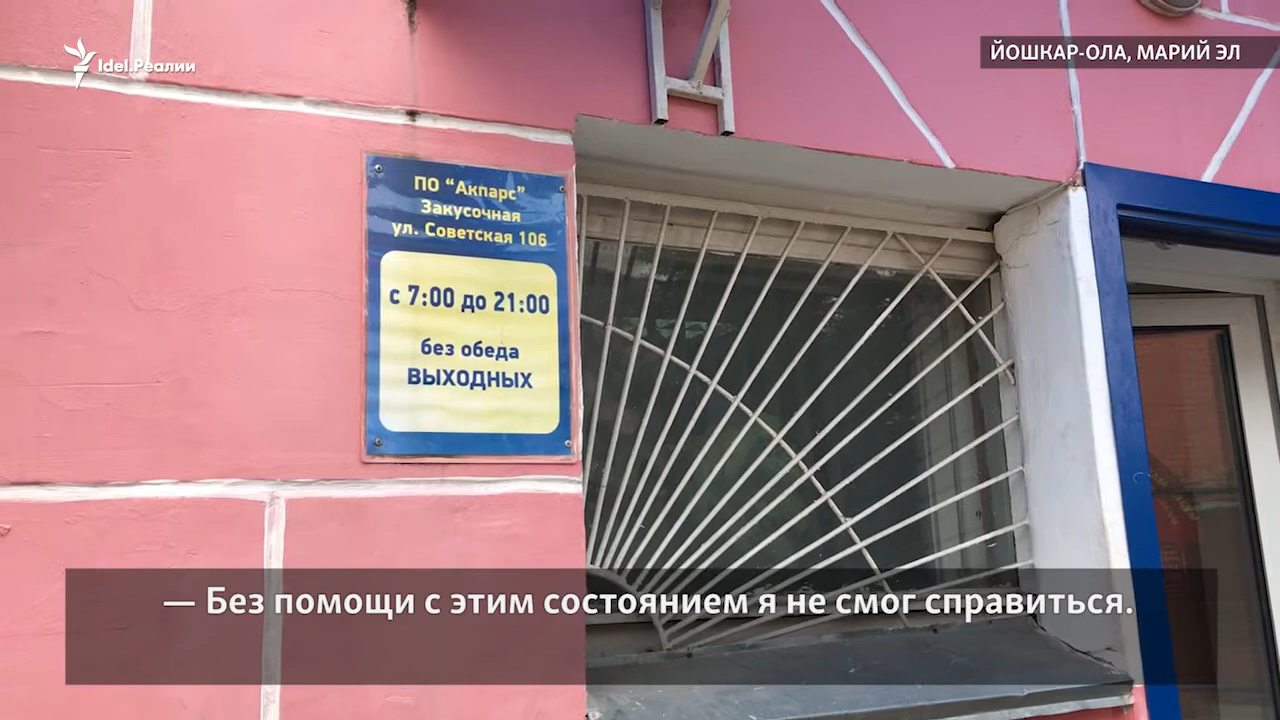 Idel.Реалии
ЙОШКАР-ОЛА, МАРИЙ ЭЛ
ПО “Акпарс”
Закусочная
ул. Советская 106
с 7:00 до 21:00
без обеда
ВЫХОДНЫХ
— Без помощи с этим состоянием я не смог справиться.